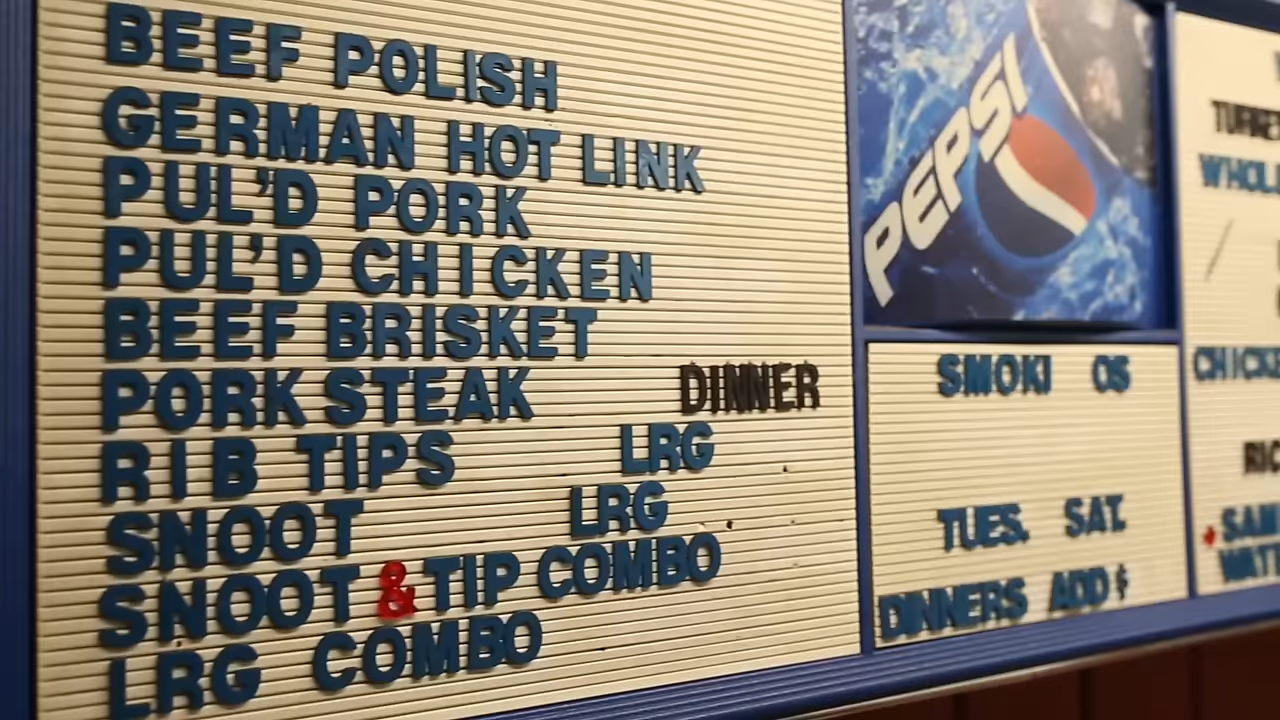 BEEF POLISH
GERMAN HOT LINK
PUL'D PORK
PUL'D CHICKEN
BEEF BRISKET
PORK STEAK DINNER
RIB TIPS LRG
SNOOT LRG
SNOOT & TIP COMBO
LRG COMBO
PEPSI
SMOKI OS
TUES. SAT.
DINNERS ADD $